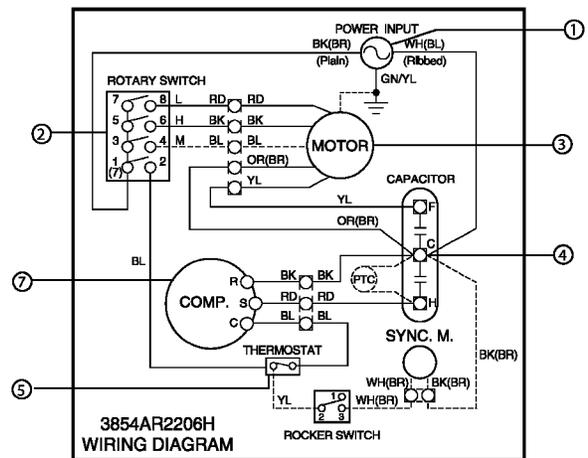 POWER INPUT
1
BK(BR)
WH(BL)
(Plain)
(Ribbed)
GN/YL
ROTARY SWITCH
7
8
L
RD
RD
5
6
H
BK
BK
2
3
4
M
BL
BL
MOTOR
3
1
(7)
2
OR(BR)
YL
CAPACITOR
YL
F
OR(BR)
C
4
BL
7
COMP.
R
BK
BK
PTC
S
RD
RD
H
C
BL
BL
SYNC. M.
THERMOSTAT
BK(BR)
5
WH(BR)
BK(BR)
YL
1
2
3
WH(BR)
ROCKER SWITCH
3854AR2206H
WIRING DIAGRAM